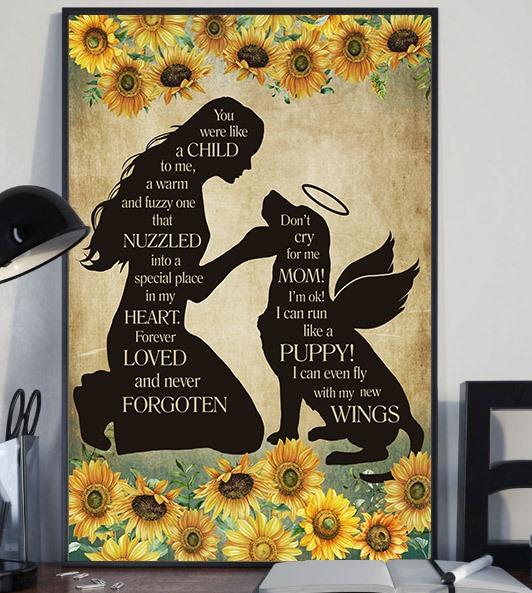 You
were like
a CHILD
to me,
a warm
and fuzzy one
that
NUZZLED
into a
special place
in my
HEART.
Forever
LOVED
and never
FORGOTEN
Don't
cry
for me
MOM!
I'm ok!
I can run
like a
PUPPY!
I can even fly
with my new
WINGS